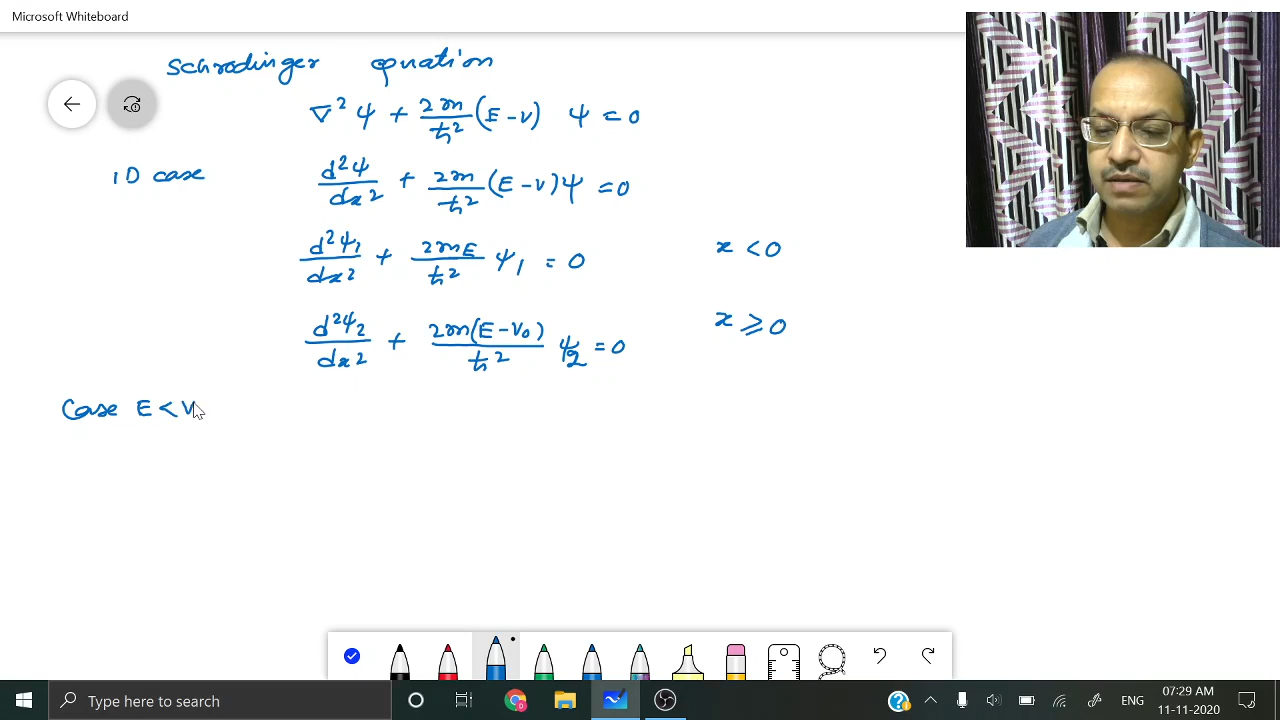 Microsoft Whiteboard
Schrodinger equation
∇²ψ + 2m/ħ² (E - V) ψ = 0
1D case d²ψ/dx² + 2m/ħ² (E - V)ψ = 0
d²ψ₁/dx² + 2mE/ħ² ψ₁ = 0 x < 0
d²ψ₂/dx² + 2m(E - V₀)/ħ² ψ₂ = 0 x ⩾ 0
Case E < V
Type here to search
ENG
07:29 AM
11-11-2020